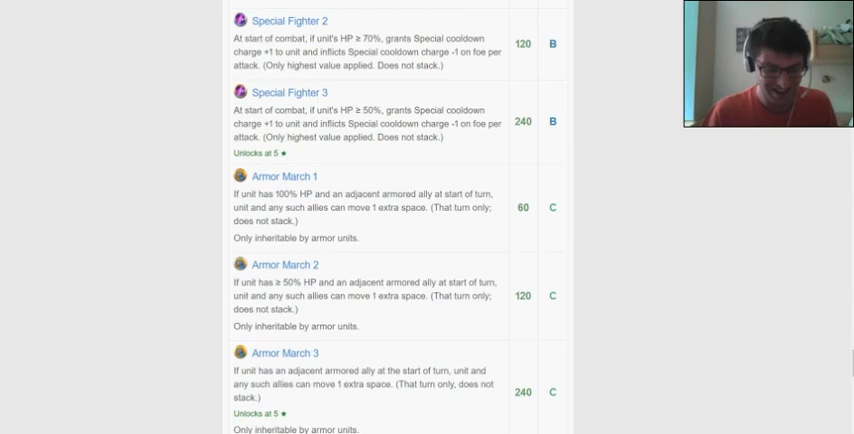 Special Fighter 2
At start of combat, if unit's HP ≥ 70%, grants Special cooldown
charge +1 to unit and inflicts Special cooldown charge -1 on foe per
attack. (Only highest value applied. Does not stack.)
120
B
Special Fighter 3
At start of combat, if unit's HP ≥ 50%, grants Special cooldown
charge +1 to unit and inflicts Special cooldown charge -1 on foe per
attack. (Only highest value applied. Does not stack.)
Unlocks at 5 ★
240
B
Armor March 1
If unit has 100% HP and an adjacent armored ally at start of turn,
unit and any such allies can move 1 extra space. (That turn only;
does not stack.)
Only inheritable by armor units.
60
C
Armor March 2
If unit has ≥ 50% HP and an adjacent armored ally at start of turn,
unit and any such allies can move 1 extra space. (That turn only;
does not stack.)
Only inheritable by armor units.
120
C
Armor March 3
If unit has an adjacent armored ally at the start of turn, unit and
any such allies can move 1 extra space. (That turn only, does not
stack.)
Unlocks at 5 ★
Only inheritable by armor units.
240
C